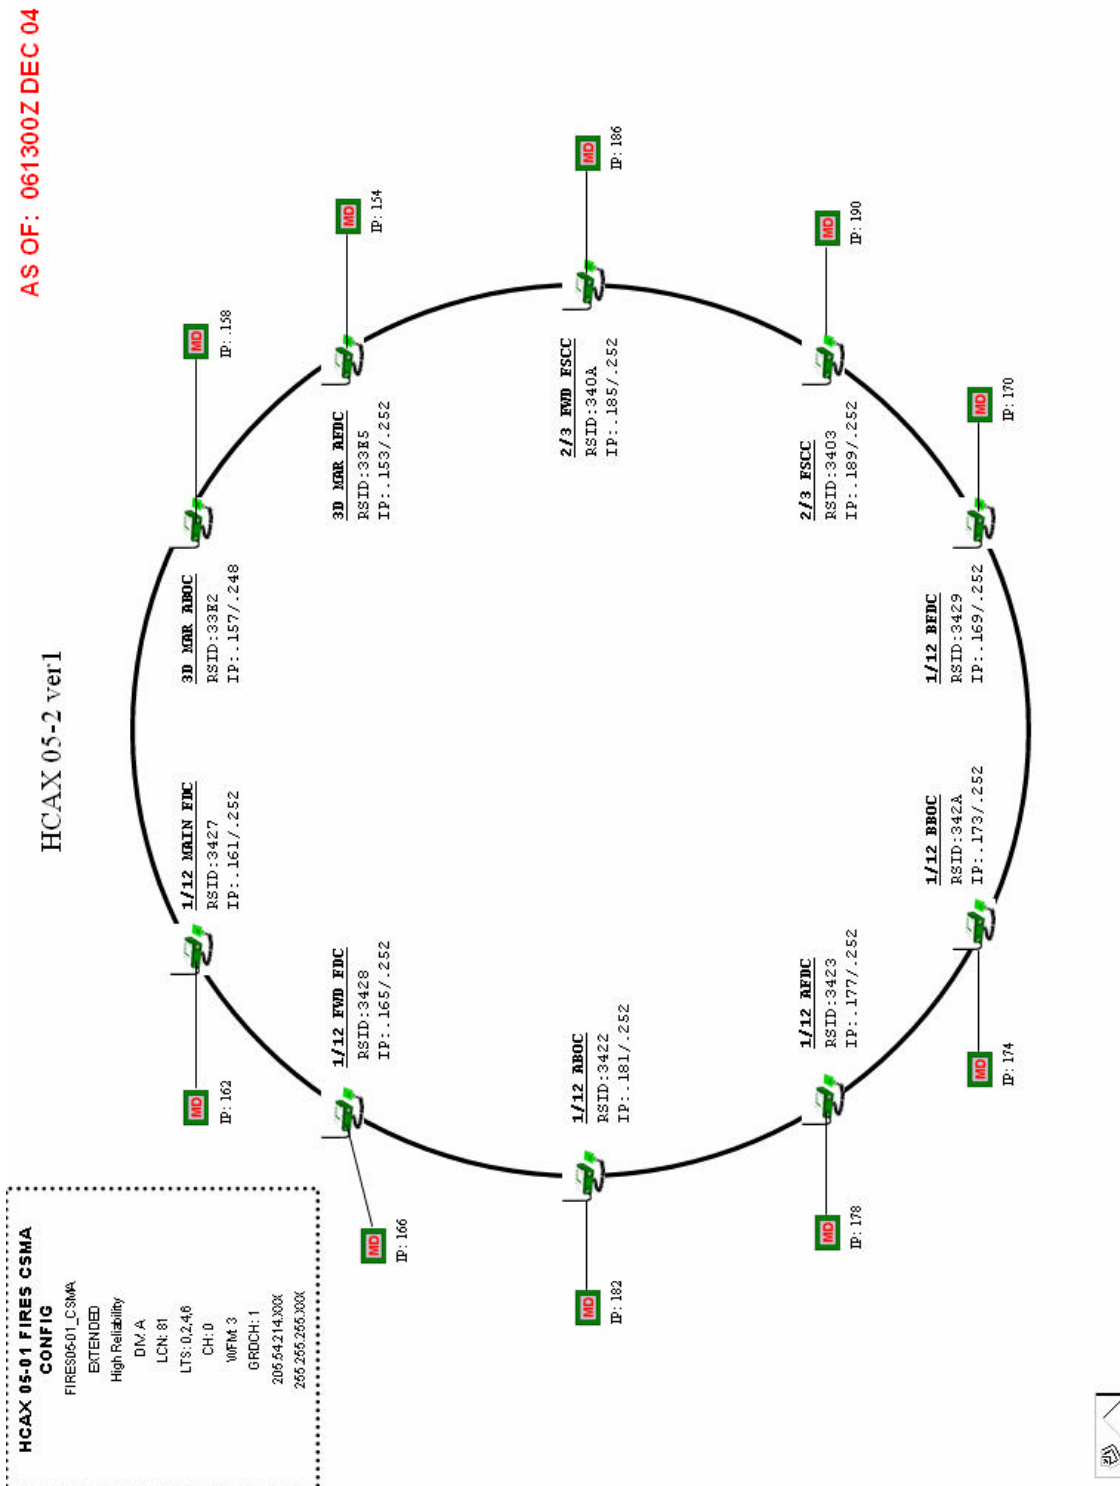 AS OF: 061300Z DEC 04
HCAX 05-2 ver1
HCAX 05-01 FIRES CSMA
CONFIG
FIRES05-01_CSMA
EXTENDED
High Reliability
DIV: A
LCN: 81
LTS: 0,2,4,6
CH: 0
WFM: 3
GRDCH: 1
205.54.214.XXX
255.255.255.XXX
IP: 162
1/12 MAIN FDC
RSID:3427
IP:.161/.252
3D MAR ABOC
RSID:33E2
IP:.157/.248
MD
IP: .158
MD
IP: 166
MD
1/12 FWD FDC
RSID:3428
IP:.165/.252
3D MAR AFDC
RSID:33E5
IP:.153/.252
MD
IP: 154
MD
IP: 182
1/12 ABOC
RSID:3422
IP:.181/.252
2/3 FWD FSCC
RSID:340A
IP:.185/.252
MD
IP: 186
MD
IP: 178
1/12 AFDC
RSID:3423
IP:.177/.252
2/3 FSCC
RSID:3403
IP:.189/.252
MD
IP: 190
MD
IP: 174
1/12 BBOC
RSID:342A
IP:.173/.252
1/12 BFDC
RSID:3429
IP:.169/.252
MD
IP: 170
MD